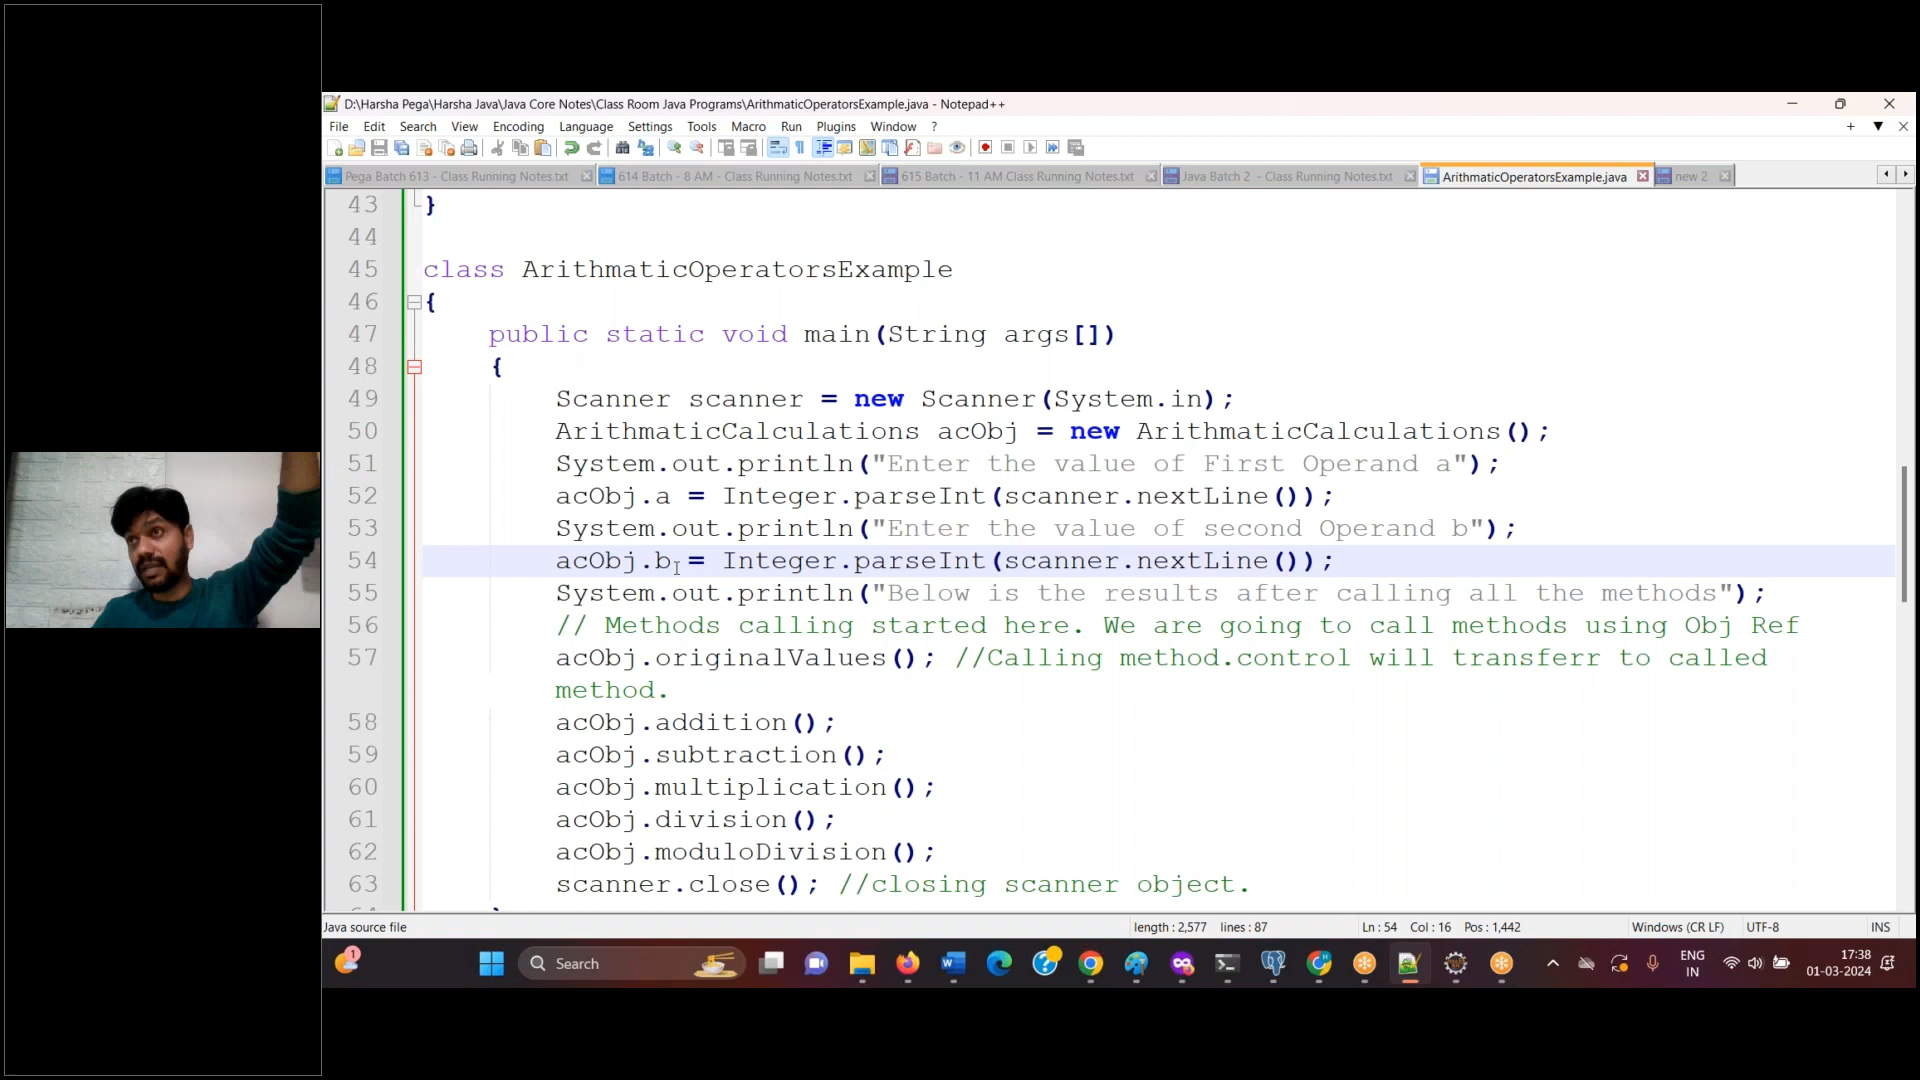 D:\Harsha Pega\Harsha Java\Java Core Notes\Class Room Java Programs\ArithmaticOperatorsExample.java - Notepad++
File Edit Search View Encoding Language Settings Tools Macro Run Plugins Window ?
Pega Batch 613 - Class Running Notes.txt 614 Batch - 8 AM - Class Running Notes.txt 615 Batch - 11 AM Class Running Notes.txt Java Batch 2 - Class Running Notes.txt ArithmaticOperatorsExample.java new 2
43 }
44
45 class ArithmaticOperatorsExample
46 {
47 public static void main(String args[])
48 {
49 Scanner scanner = new Scanner(System.in);
50 ArithmaticCalculations acObj = new ArithmaticCalculations();
51 System.out.println("Enter the value of First Operand a");
52 acObj.a = Integer.parseInt(scanner.nextLine());
53 System.out.println("Enter the value of second Operand b");
54 acObj.b = Integer.parseInt(scanner.nextLine());
55 System.out.println("Below is the results after calling all the methods");
56 // Methods calling started here. We are going to call methods using Obj Ref
57 acObj.originalValues(); //Calling method.control will transferr to called
method.
58 acObj.addition();
59 acObj.subtraction();
60 acObj.multiplication();
61 acObj.division();
62 acObj.moduloDivision();
63 scanner.close(); //closing scanner object.
Java source file length : 2,577 lines : 87 Ln : 54 Col : 16 Pos : 1,442 Windows (CR LF) UTF-8 INS
1 Search ENG 17:38
IN 01-03-2024